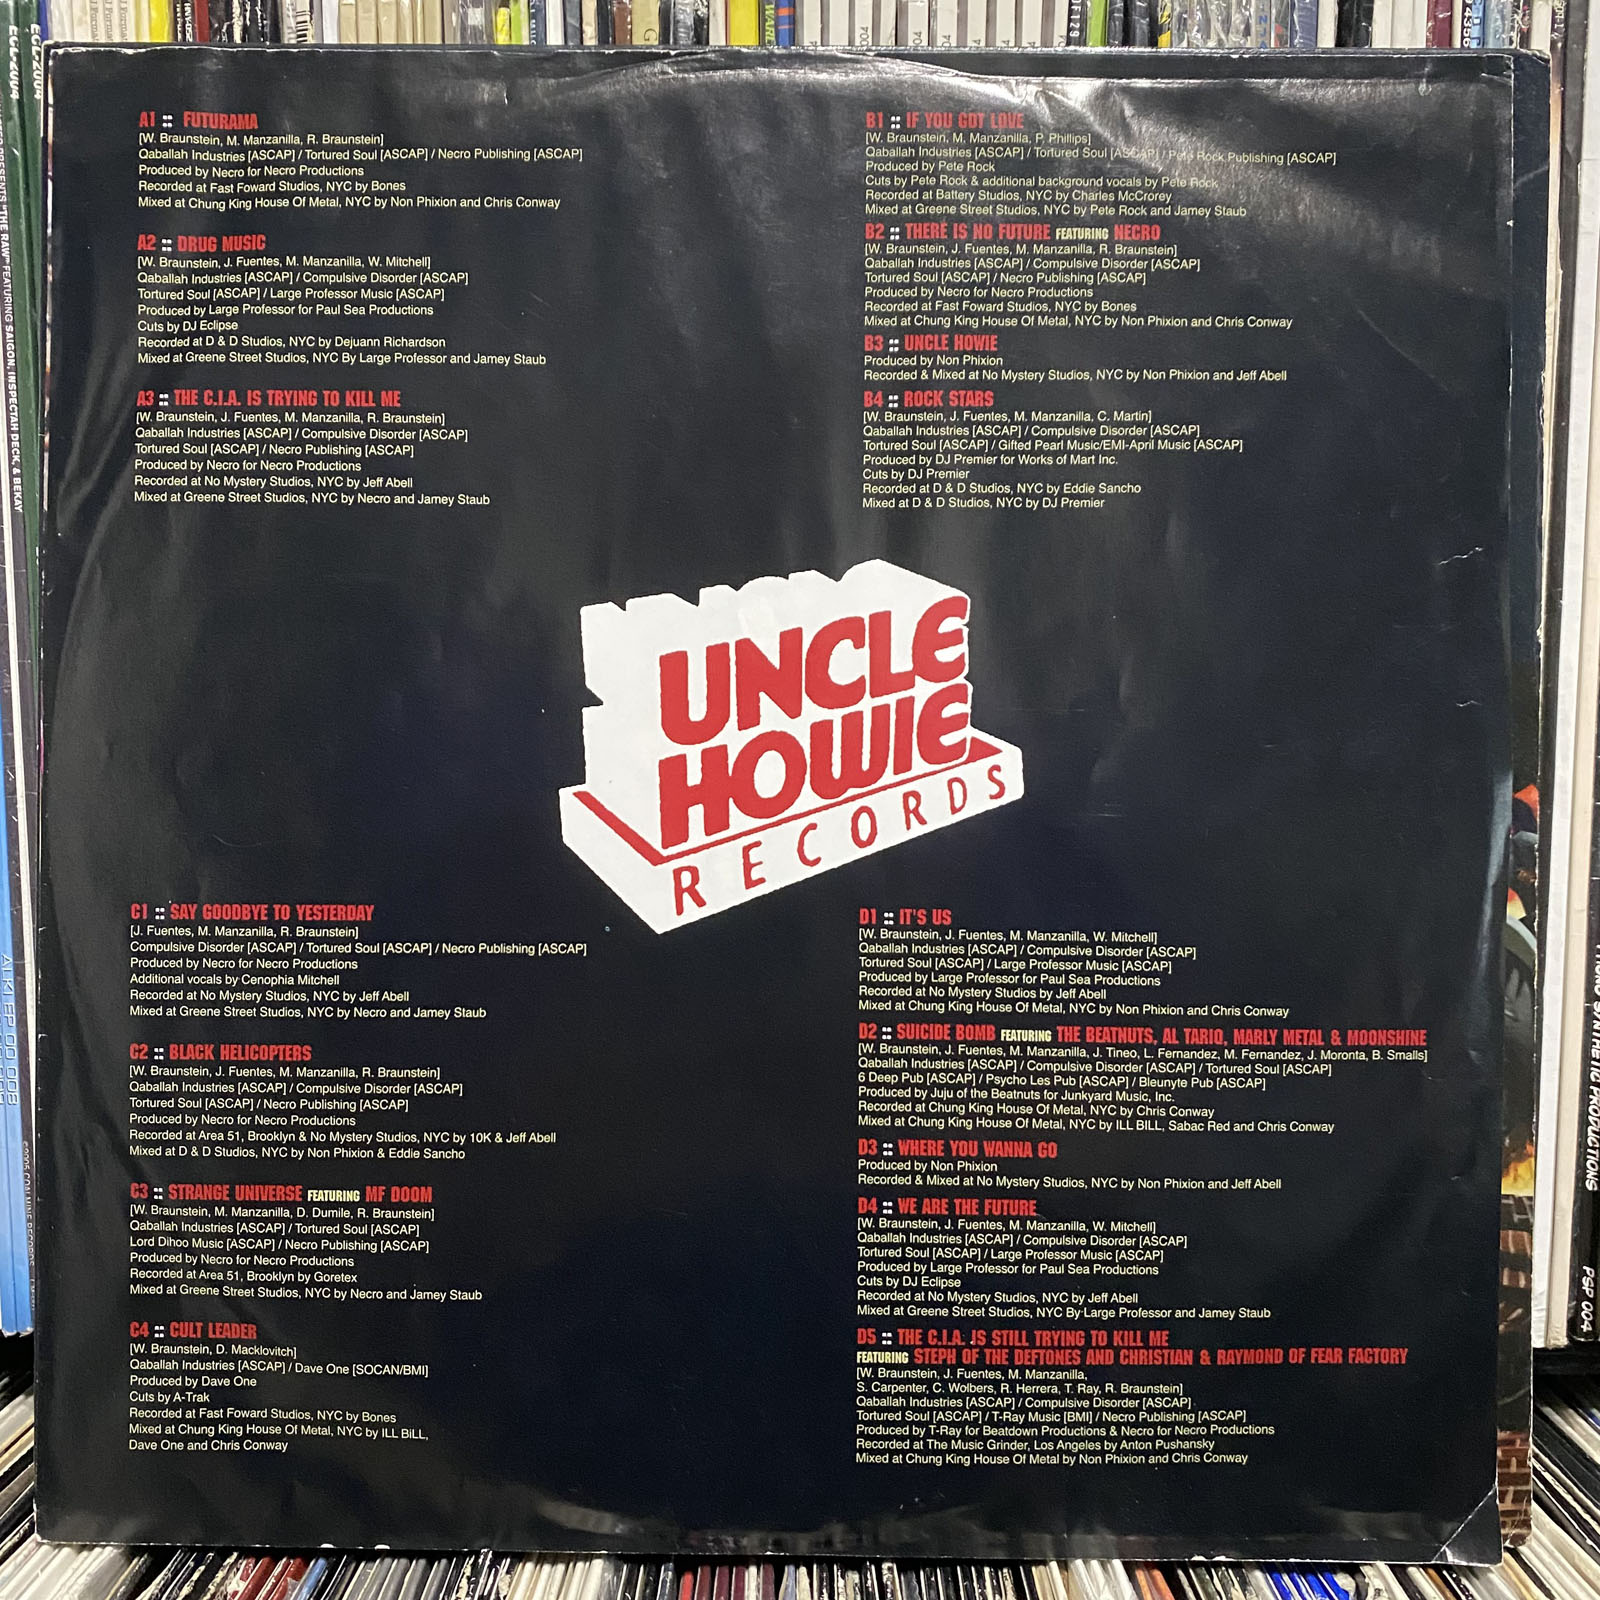 A1 :: FUTURAMA
[W. Braunstein, M. Manzanilla, R. Braunstein]
Qaballah Industries [ASCAP] / Tortured Soul [ASCAP] / Necro Publishing [ASCAP]
Produced by Necro for Necro Productions
Recorded at Fast Foward Studios, NYC by Bones
Mixed at Chung King House Of Metal, NYC by Non Phixion and Chris Conway
A2 :: DRUG MUSIC
[W. Braunstein, J. Fuentes, M. Manzanilla, W. Mitchell]
Qaballah Industries [ASCAP] / Compulsive Disorder [ASCAP]
Tortured Soul [ASCAP] / Large Professor Music [ASCAP]
Produced by Large Professor for Paul Sea Productions
Cuts by DJ Eclipse
Recorded at D & D Studios, NYC by Dejuann Richardson
Mixed at Greene Street Studios, NYC By Large Professor and Jamey Staub
A3 :: THE C.I.A. IS TRYING TO KILL ME
[W. Braunstein, J. Fuentes, M. Manzanilla, R. Braunstein]
Qaballah Industries [ASCAP] / Compulsive Disorder [ASCAP]
Tortured Soul [ASCAP] / Necro Publishing [ASCAP]
Produced by Necro for Necro Productions
Recorded at No Mystery Studios, NYC by Jeff Abell
Mixed at Greene Street Studios, NYC by Necro and Jamey Staub
B1 :: IF YOU GOT LOVE
[W. Braunstein, M. Manzanilla, P. Phillips]
Qaballah Industries [ASCAP] / Tortured Soul [ASCAP] / Pete Rock Publishing [ASCAP]
Produced by Pete Rock
Cuts by Pete Rock & additional background vocals by Pete Rock
Recorded at Battery Studios, NYC by Charles McCrorey
Mixed at Greene Street Studios, NYC by Pete Rock and Jamey Staub
B2 :: THERE IS NO FUTURE FEATURING NECRO
[W. Braunstein, J. Fuentes, M. Manzanilla, R. Braunstein]
Qaballah Industries [ASCAP] / Compulsive Disorder [ASCAP]
Tortured Soul [ASCAP] / Necro Publishing [ASCAP]
Produced by Necro for Necro Productions
Recorded at Fast Foward Studios, NYC by Bones
Mixed at Chung King House Of Metal, NYC by Non Phixion and Chris Conway
B3 :: UNCLE HOWIE
Produced by Non Phixion
Recorded & Mixed at No Mystery Studios, NYC by Non Phixion and Jeff Abell
B4 :: ROCK STARS
[W. Braunstein, J. Fuentes, M. Manzanilla, C. Martin]
Qaballah Industries [ASCAP] / Compulsive Disorder [ASCAP]
Tortured Soul [ASCAP] / Gifted Pearl Music/EMI-April Music [ASCAP]
Produced by DJ Premier for Works of Mart Inc.
Cuts by DJ Premier
Recorded at D & D Studios, NYC by Eddie Sancho
Mixed at D & D Studios, NYC by DJ Premier
UNCLE
HOWIE
RECORDS
C1 :: SAY GOODBYE TO YESTERDAY
[J. Fuentes, M. Manzanilla, R. Braunstein]
Compulsive Disorder [ASCAP] / Tortured Soul [ASCAP] / Necro Publishing [ASCAP]
Produced by Necro for Necro Productions
Additional vocals by Cenophia Mitchell
Recorded at No Mystery Studios, NYC by Jeff Abell
Mixed at Greene Street Studios, NYC by Necro and Jamey Staub
C2 :: BLACK HELICOPTERS
[W. Braunstein, J. Fuentes, M. Manzanilla, R. Braunstein]
Qaballah Industries [ASCAP] / Compulsive Disorder [ASCAP]
Tortured Soul [ASCAP] / Necro Publishing [ASCAP]
Produced by Necro for Necro Productions
Recorded at Area 51, Brooklyn & No Mystery Studios, NYC by 10K & Jeff Abell
Mixed at D & D Studios, NYC by Non Phixion & Eddie Sancho
C3 :: STRANGE UNIVERSE FEATURING MF DOOM
[W. Braunstein, M. Manzanilla, D. Dumile, R. Braunstein]
Qaballah Industries [ASCAP] / Tortured Soul [ASCAP]
Lord Dihoo Music [ASCAP] / Necro Publishing [ASCAP]
Produced by Necro for Necro Productions
Recorded at Area 51, Brooklyn by Goretex
Mixed at Greene Street Studios, NYC by Necro and Jamey Staub
C4 :: CULT LEADER
[W. Braunstein, D. Macklovitch]
Qaballah Industries [ASCAP] / Dave One [SOCAN/BMI]
Produced by Dave One
Cuts by A-Trak
Recorded at Fast Foward Studios, NYC by Bones
Mixed at Chung King House Of Metal, NYC by ILL BiLL,
Dave One and Chris Conway
D1 :: IT'S US
[W. Braunstein, J. Fuentes, M. Manzanilla, W. Mitchell]
Qaballah Industries [ASCAP] / Compulsive Disorder [ASCAP]
Tortured Soul [ASCAP] / Large Professor Music [ASCAP]
Produced by Large Professor for Paul Sea Productions
Recorded at No Mystery Studios by Jeff Abell
Mixed at Chung King House Of Metal, NYC by Non Phixion and Chris Conway
D2 :: SUICIDE BOMB FEATURING THE BEATNUTS, AL TARIQ, MARLY METAL & MOONSHINE
[W. Braunstein, J. Fuentes, M. Manzanilla, J. Tineo, L. Fernandez, M. Fernandez, J. Moronta, B. Smalls]
Qaballah Industries [ASCAP] / Compulsive Disorder [ASCAP] / Tortured Soul [ASCAP]
6 Deep Pub [ASCAP] / Psycho Les Pub [ASCAP] / Bleunyte Pub [ASCAP]
Produced by Juju of the Beatnuts for Junkyard Music, Inc.
Recorded at Chung King House Of Metal, NYC by Chris Conway
Mixed at Chung King House Of Metal, NYC by ILL BILL, Sabac Red and Chris Conway
D3 :: WHERE YOU WANNA GO
Produced by Non Phixion
Recorded & Mixed at No Mystery Studios, NYC by Non Phixion and Jeff Abell
D4 :: WE ARE THE FUTURE
[W. Braunstein, J. Fuentes, M. Manzanilla, W. Mitchell]
Qaballah Industries [ASCAP] / Compulsive Disorder [ASCAP]
Tortured Soul [ASCAP] / Large Professor Music [ASCAP]
Produced by Large Professor for Paul Sea Productions
Cuts by DJ Eclipse
Recorded at No Mystery Studios, NYC by Jeff Abell
Mixed at Greene Street Studios, NYC By Large Professor and Jamey Staub
D5 :: THE C.I.A. IS STILL TRYING TO KILL ME
FEATURING STEPH OF THE DEFTONES AND CHRISTIAN & RAYMOND OF FEAR FACTORY
[W. Braunstein, J. Fuentes, M. Manzanilla,
S. Carpenter, C. Wolbers, R. Herrera, T. Ray, R. Braunstein]
Qaballah Industries [ASCAP] / Compulsive Disorder [ASCAP]
Tortured Soul [ASCAP] / T-Ray Music [BMI] / Necro Publishing [ASCAP]
Produced by T-Ray for Beatdown Productions & Necro for Necro Productions
Recorded at The Music Grinder, Los Angeles by Anton Pushansky
Mixed at Chung King House Of Metal by Non Phixion and Chris Conway
PRESENTS "THE RAW" FEATURING SAIGON, INSPECTAH DECK, & BEKAY
SYNTHETIC PRODUCTIONS
PSP 004